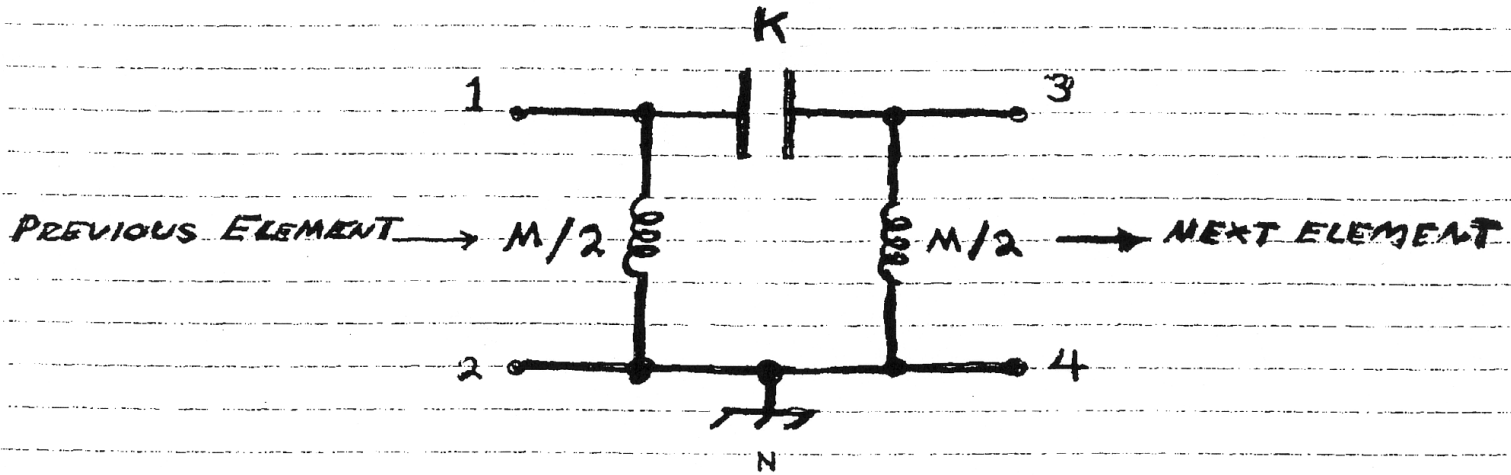 K
1
3
PREVIOUS ELEMENT → M/2
M/2 → NEXT ELEMENT
2
4
N